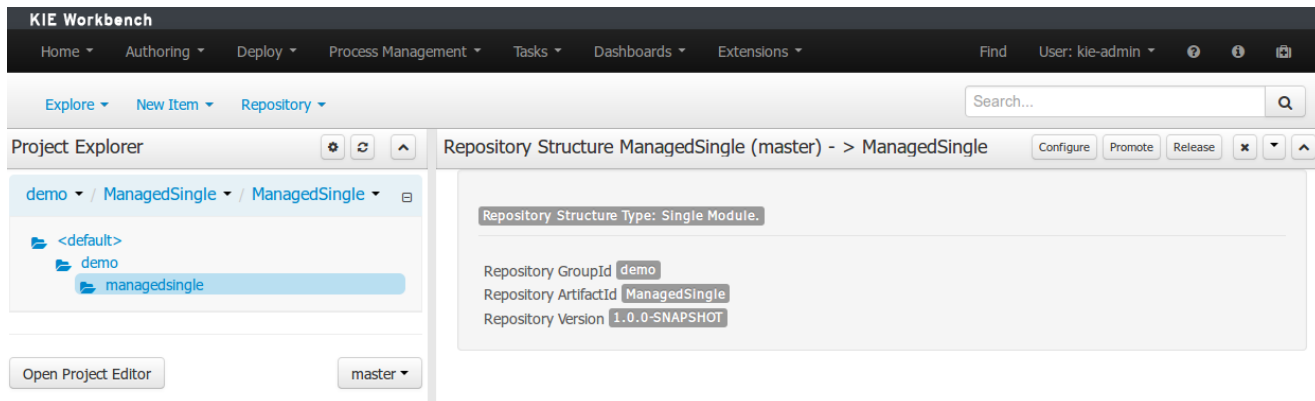 KIE Workbench
Home Authoring Deploy Process Management Tasks Dashboards Extensions Find User: kie-admin
Explore New Item Repository Search...
Project Explorer
demo / ManagedSingle / ManagedSingle
<default>
demo
managedsingle
Open Project Editor master
Repository Structure ManagedSingle (master) - > ManagedSingle Configure Promote Release
Repository Structure Type: Single Module.
Repository GroupId demo
Repository ArtifactId ManagedSingle
Repository Version 1.0.0-SNAPSHOT